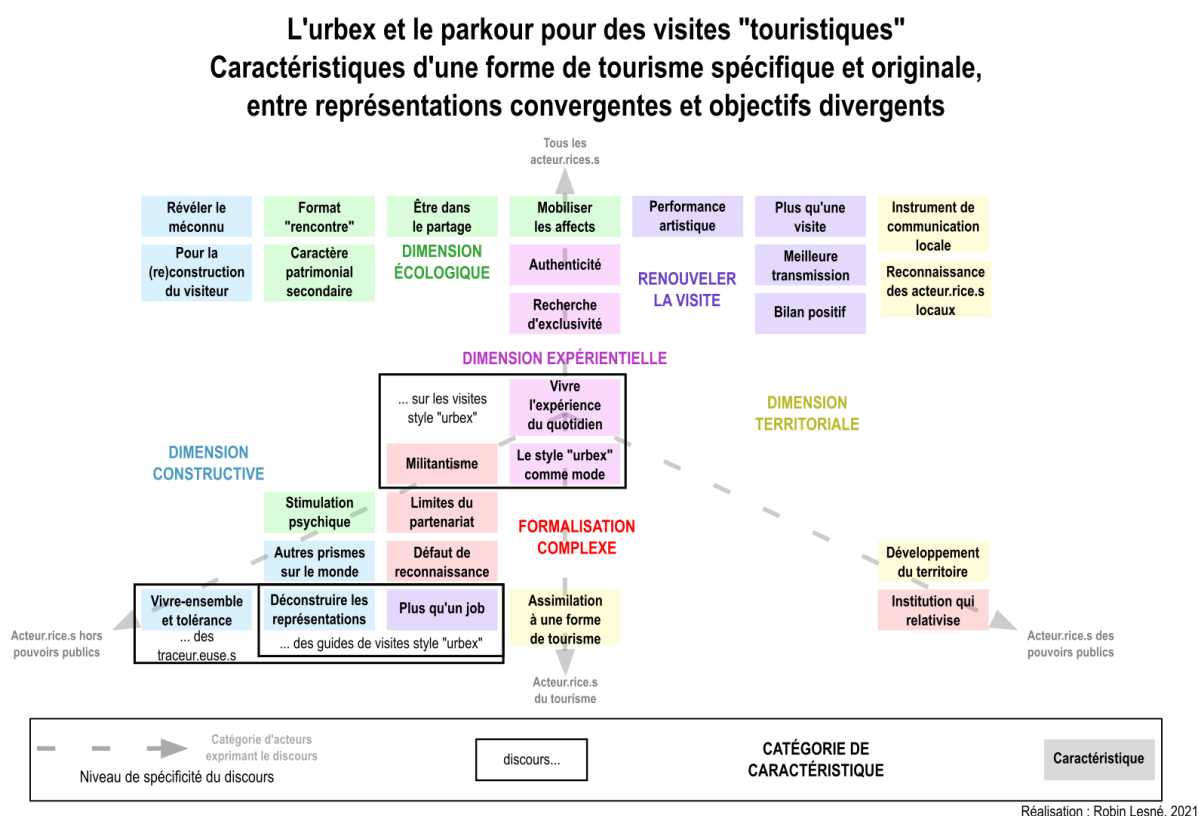 L'urbex et le parkour pour des visites "touristiques"
Caractéristiques d'une forme de tourisme spécifique et originale,
entre représentations convergentes et objectifs divergents
Tous les
acteur.rices.s
Révéler le
méconnu
Format
"rencontre"
Être dans
le partage
Mobiliser
les affects
Performance
artistique
Plus qu'une
visite
Instrument de
communication
locale
Pour la
(re)construction
du visiteur
Caractère
patrimonial
secondaire
DIMENSION
ÉCOLOGIQUE
Authenticité
RENOUVELER
LA VISITE
Meilleure
transmission
Reconnaissance
des acteur.rice.s
locaux
Recherche
d'exclusivité
Bilan positif
DIMENSION EXPÉRIENTIELLE
... sur les visites
style "urbex"
Vivre
l'expérience
du quotidien
DIMENSION
TERRITORIALE
DIMENSION
CONSTRUCTIVE
Militantisme
Le style "urbex"
comme mode
Stimulation
psychique
Limites du
partenariat
FORMALISATION
COMPLEXE
Autres prismes
sur le monde
Défaut de
reconnaissance
Développement
du territoire
Vivre-ensemble
et tolérance
Déconstruire les
représentations
Plus qu'un job
Assimilation
à une forme
de tourisme
Institution qui
relativise
Acteur.rice.s hors
pouvoirs publics
... des
traceur.euse.s
... des guides de visites style "urbex"
Acteur.rice.s des
pouvoirs publics
Acteur.rice.s
du tourisme
Catégorie d'acteurs
exprimant le discours
Niveau de spécificité du discours
discours...
CATÉGORIE DE
CARACTÉRISTIQUE
Caractéristique
Réalisation : Robin Lesné, 2021